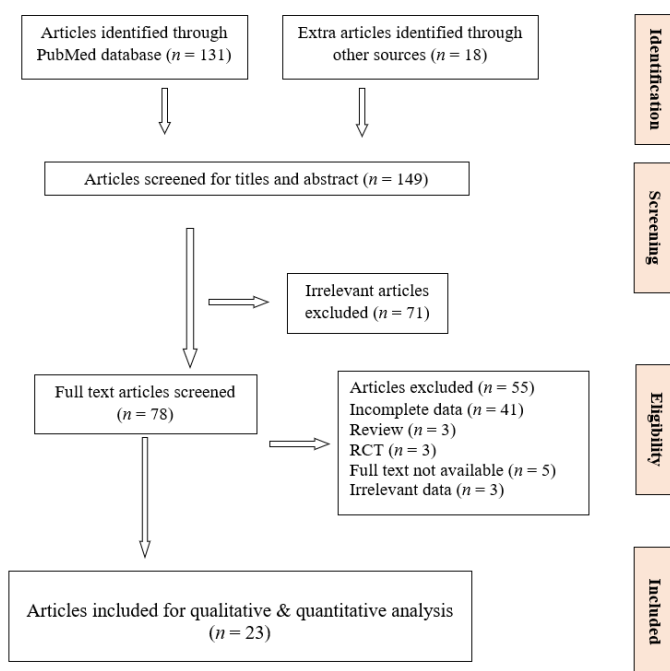 Articles identified through
PubMed database (n = 131)
Extra articles identified through
other sources (n = 18)
Identification
Articles screened for titles and abstract (n = 149)
Screening
Irrelevant articles
excluded (n = 71)
Full text articles screened
(n = 78)
Articles excluded (n = 55)
Incomplete data (n = 41)
Review (n = 3)
RCT (n = 3)
Full text not available (n = 5)
Irrelevant data (n = 3)
Eligibility
Articles included for qualitative & quantitative analysis
(n = 23)
Included